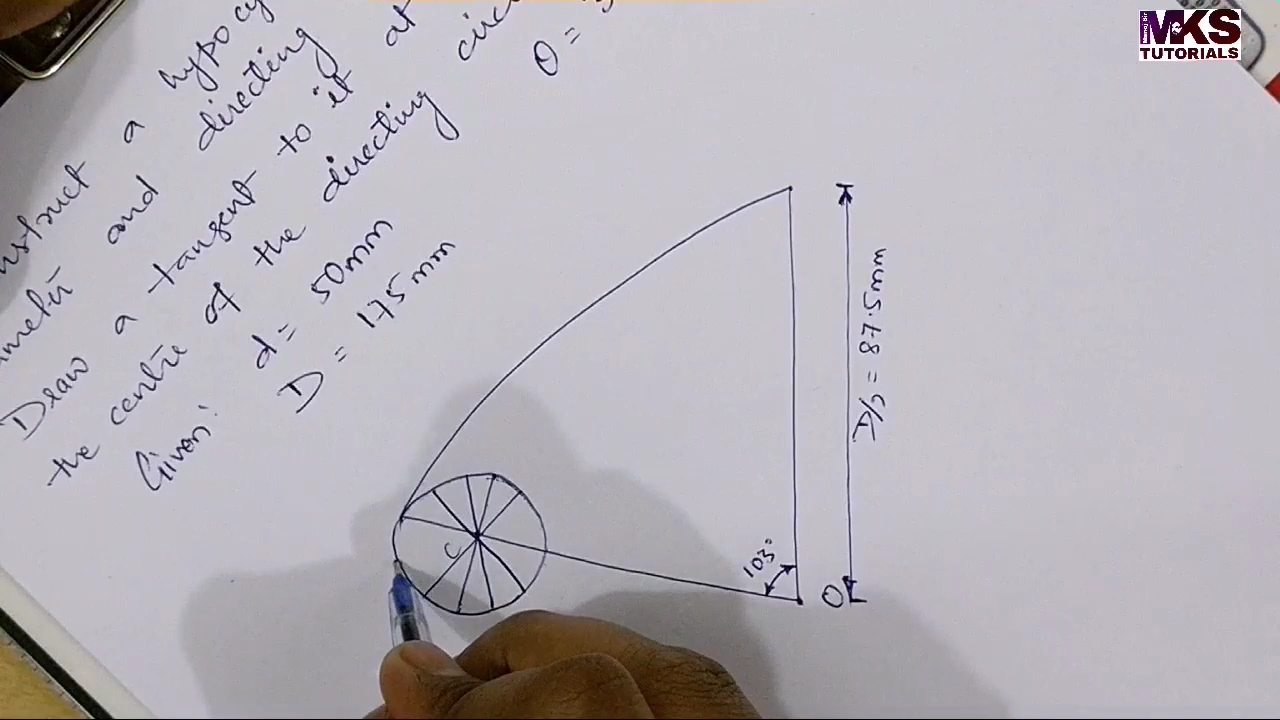 MKS
TUTORIALS
a hypocy
and directing
Draw a tangent to it at
the centre of the directing circ
Given: d = 50mm
D = 175mm
θ =
D/2 = 87.5mm
103°
C
O